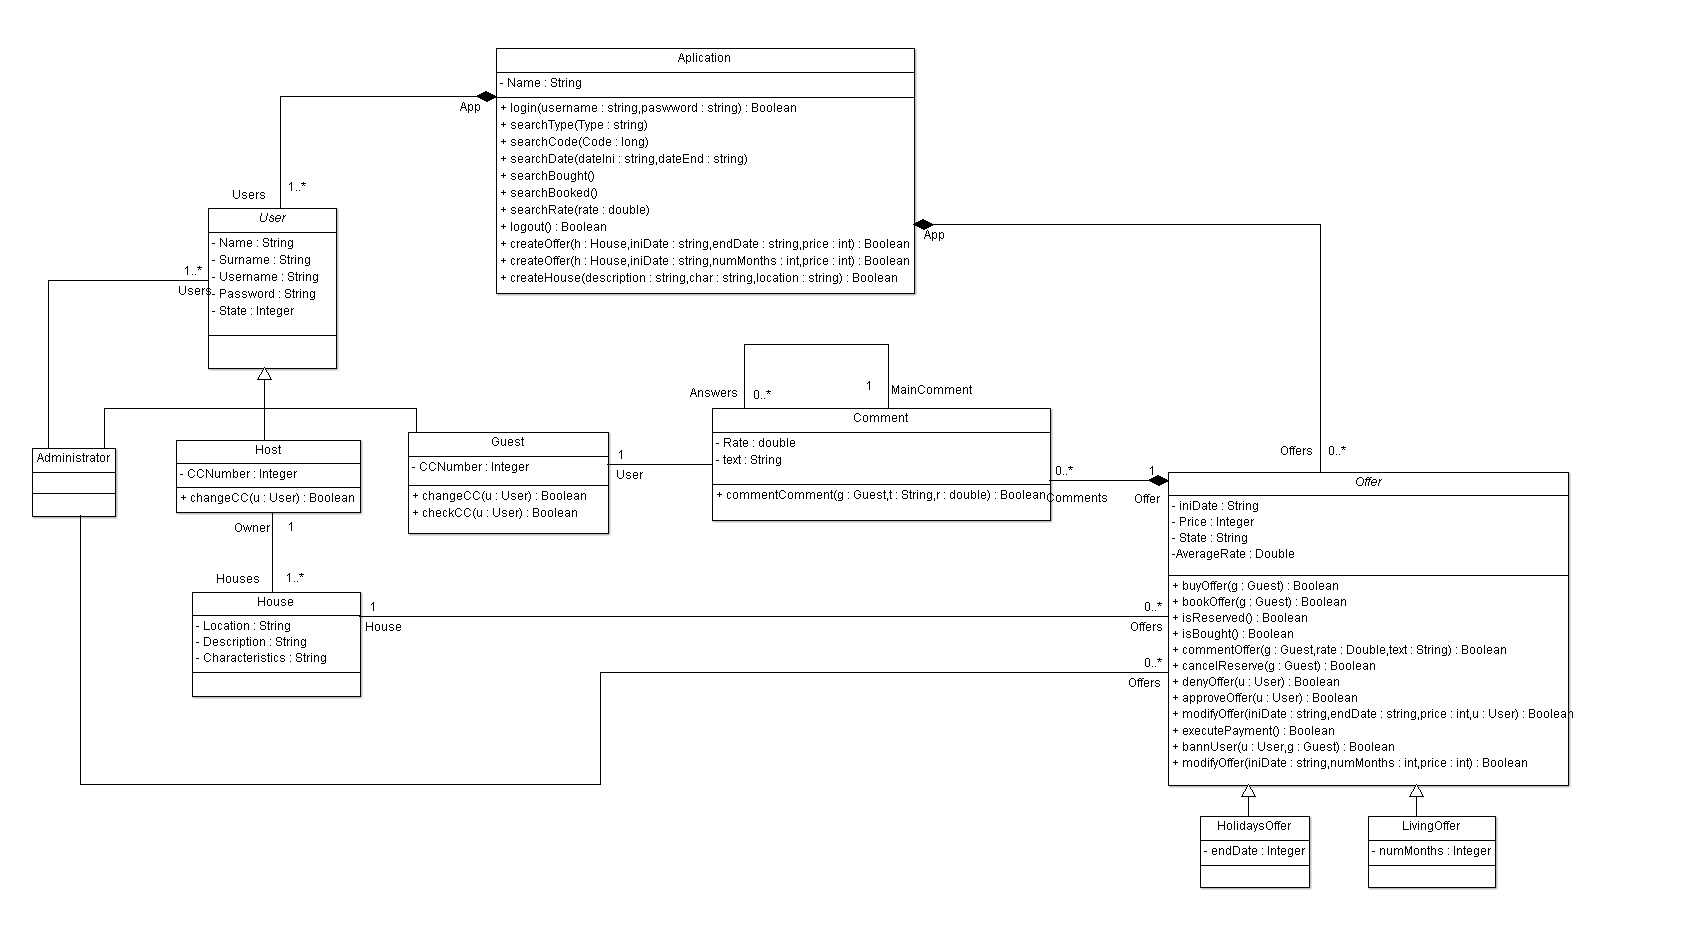 Aplication
- Name : String
+ login(username : string,paswword : string) : Boolean
+ searchType(Type : string)
+ searchCode(Code : long)
+ searchDate(dateIni : string,dateEnd : string)
+ searchBought()
+ searchBooked()
+ searchRate(rate : double)
+ logout() : Boolean
+ createOffer(h : House,iniDate : string,endDate : string,price : int) : Boolean
+ createOffer(h : House,iniDate : string,numMonths : int,price : int) : Boolean
+ createHouse(description : string,char : string,location : string) : Boolean
App
App
Users
1..*
User
- Name : String
- Surname : String
- Username : String
- Password : String
- State : Integer
1..*
Users
Administrator
Host
- CCNumber : Integer
+ changeCC(u : User) : Boolean
Guest
- CCNumber : Integer
+ changeCC(u : User) : Boolean
+ checkCC(u : User) : Boolean
1
User
Answers
0..*
1
MainComment
Comment
- Rate : double
- text : String
+ commentComment(g : Guest,t : String,r : double) : Boolean
0..*
Comments
1
Offer
Offers
0..*
Offer
- iniDate : String
- Price : Integer
- State : String
-AverageRate : Double
+ buyOffer(g : Guest) : Boolean
+ bookOffer(g : Guest) : Boolean
+ isReserved() : Boolean
+ isBought() : Boolean
+ commentOffer(g : Guest,rate : Double,text : String) : Boolean
+ cancelReserve(g : Guest) : Boolean
+ denyOffer(u : User) : Boolean
+ approveOffer(u : User) : Boolean
+ modifyOffer(iniDate : string,endDate : string,price : int,u : User) : Boolean
+ executePayment() : Boolean
+ bannUser(u : User,g : Guest) : Boolean
+ modifyOffer(iniDate : string,numMonths : int,price : int) : Boolean
Owner
1
Houses
1..*
House
- Location : String
- Description : String
- Characteristics : String
1
House
0..*
Offers
0..*
Offers
HolidaysOffer
- endDate : Integer
LivingOffer
- numMonths : Integer